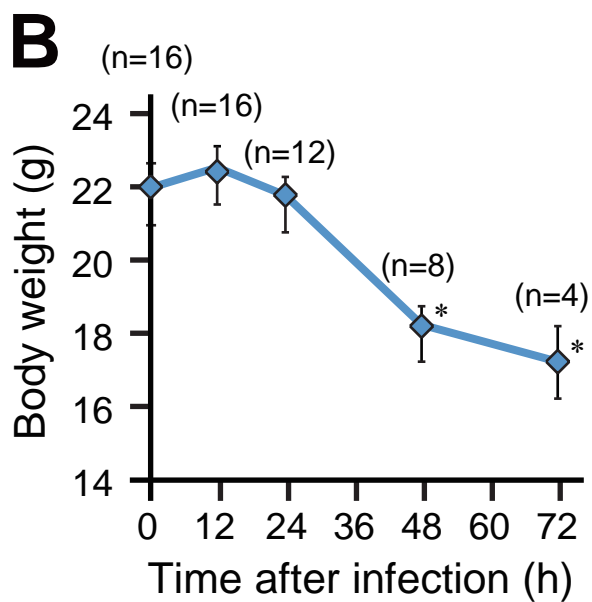 B
(n=16)
(n=16)
(n=12)
(n=8)
*
(n=4)
*
Body weight (g)
24
22
20
18
16
14
0 12 24 36 48 60 72
Time after infection (h)